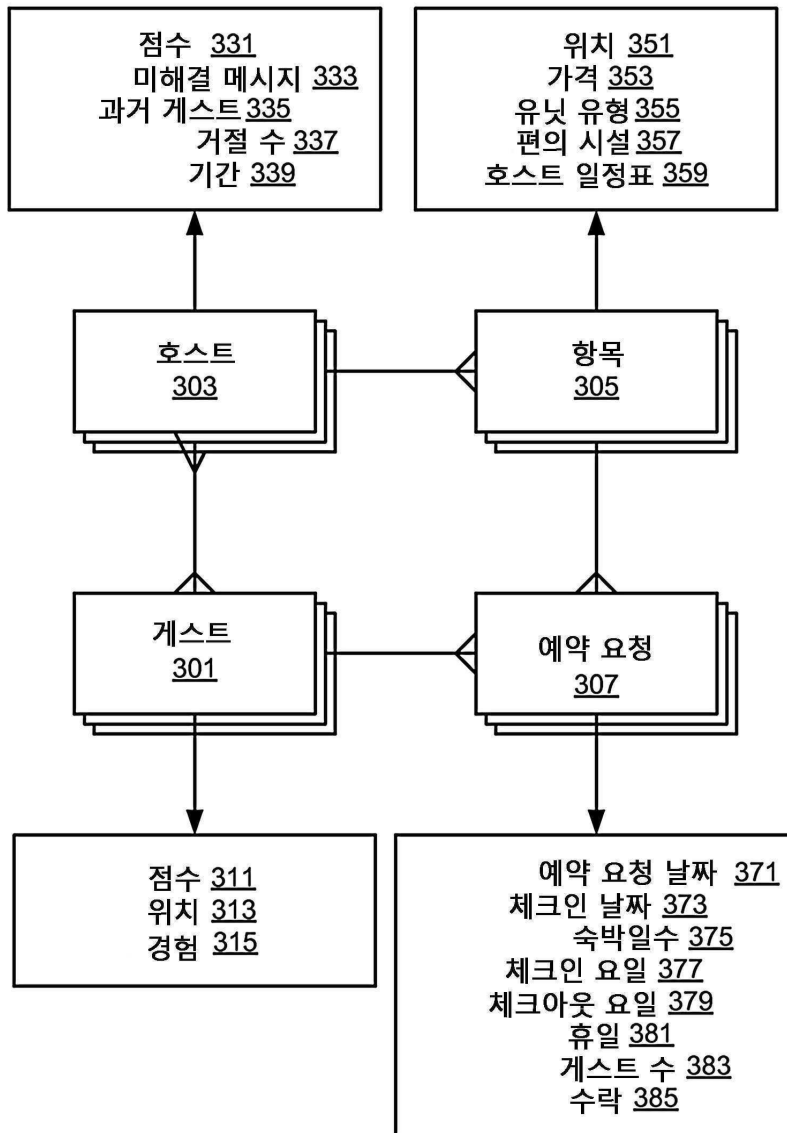 점수 331
미해결 메시지 333
과거 게스트 335
거절 수 337
기간 339
위치 351
가격 353
유닛 유형 355
편의 시설 357
호스트 일정표 359
호스트
303
항목
305
게스트
301
예약 요청
307
점수 311
위치 313
경험 315
예약 요청 날짜 371
체크인 날짜 373
숙박일수 375
체크인 요일 377
체크아웃 요일 379
휴일 381
게스트 수 383
수락 385